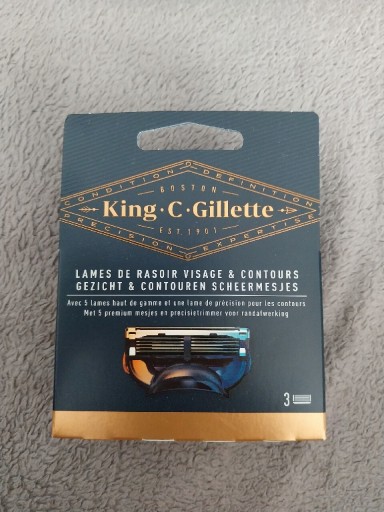 CONDITION DEFINITION
BOSTON
King·C·Gillette
EST.1901
PRECISION EXPERTISE
LAMES DE RASOIR VISAGE & CONTOURS
GEZICHT & CONTOUREN SCHEERMESJES
Avec 5 lames haut de gamme et une lame de précision pour les contours
Met 5 premium mesjes en precisietrimmer voor randafwerking
3